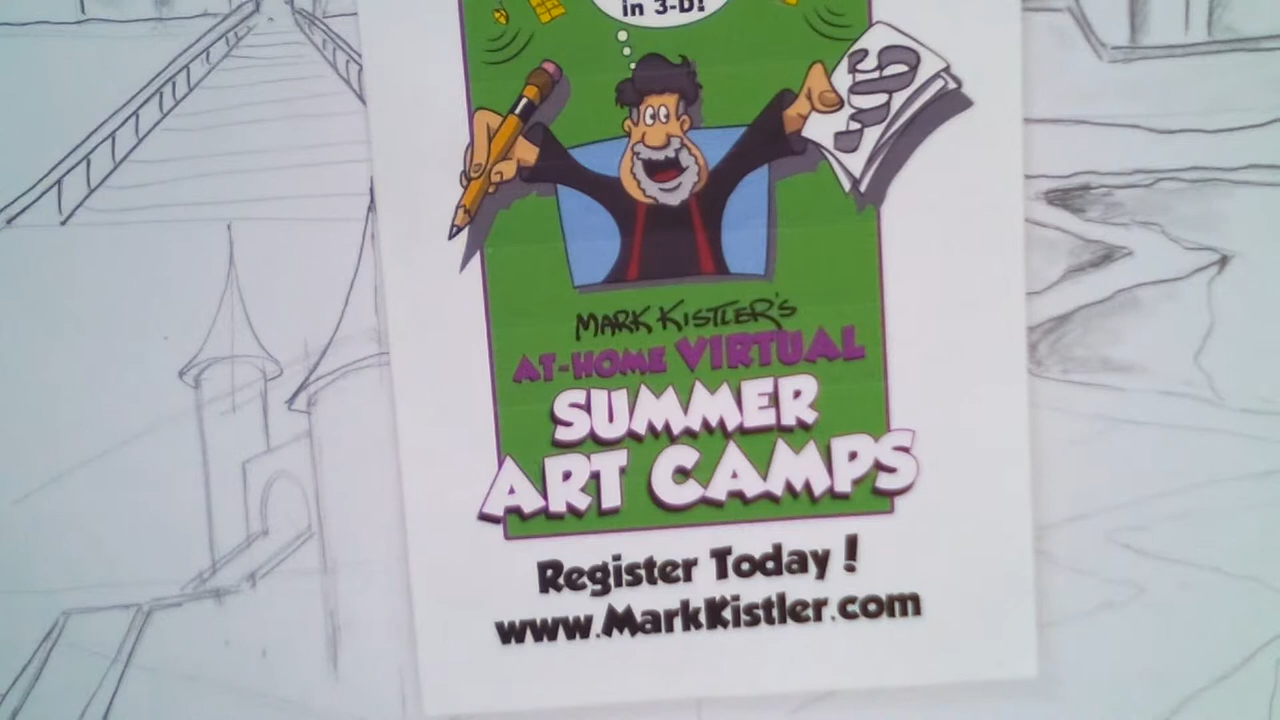 in 3-D!
MARK KISTLER'S
AT-HOME VIRTUAL
SUMMER
ART CAMPS
Register Today!
www.MarkKistler.com